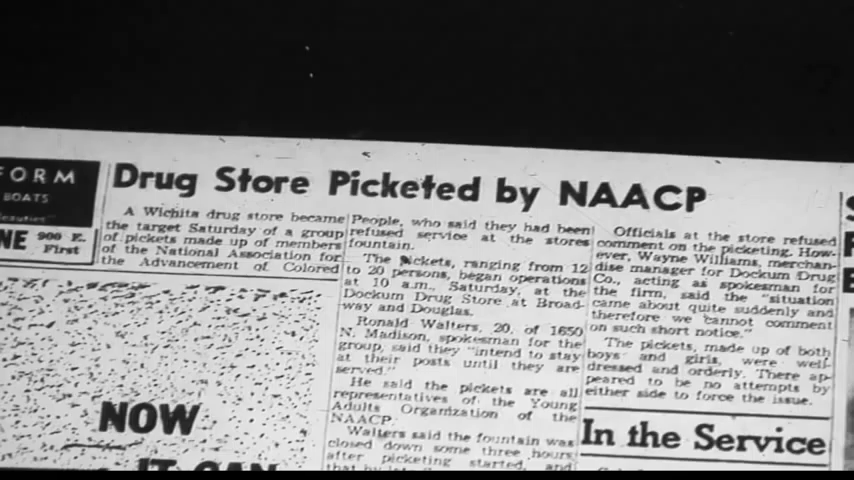 FORM
BOATS
NE 900 E.
First
Drug Store Picketed by NAACP
A Wichita drug store became
the target Saturday of a group
of pickets made up of members
of the National Association for
the Advancement of Colored
People, who said they had been
refused service at the stores
fountain.
The pickets, ranging from 12
to 20 persons, began operations
at 10 a.m., Saturday, at the
Dockum Drug Store at Broad-
way and Douglas.
Ronald Walters, 20, of 1650
N. Madison, spokesman for the
group, said they "intend to stay
at their posts until they are
served."
He said the pickets are all
representatives of the Young
Adults Organization of the
NAACP.
Walters said the fountain was
closed down some three hours
after picketing started, and
Officials at the store refused
comment on the picketing. How-
ever, Wayne Williams, merchan-
dise manager for Dockum Drug
Co., acting as spokesman for
the firm, said the "situation
came about quite suddenly and
therefore we cannot comment
on such short notice."
The pickets, made up of both
boys and girls, were well-
dressed and orderly. There ap-
peared to be no attempts by
either side to force the issue.
In the Service
NOW
IT CAN